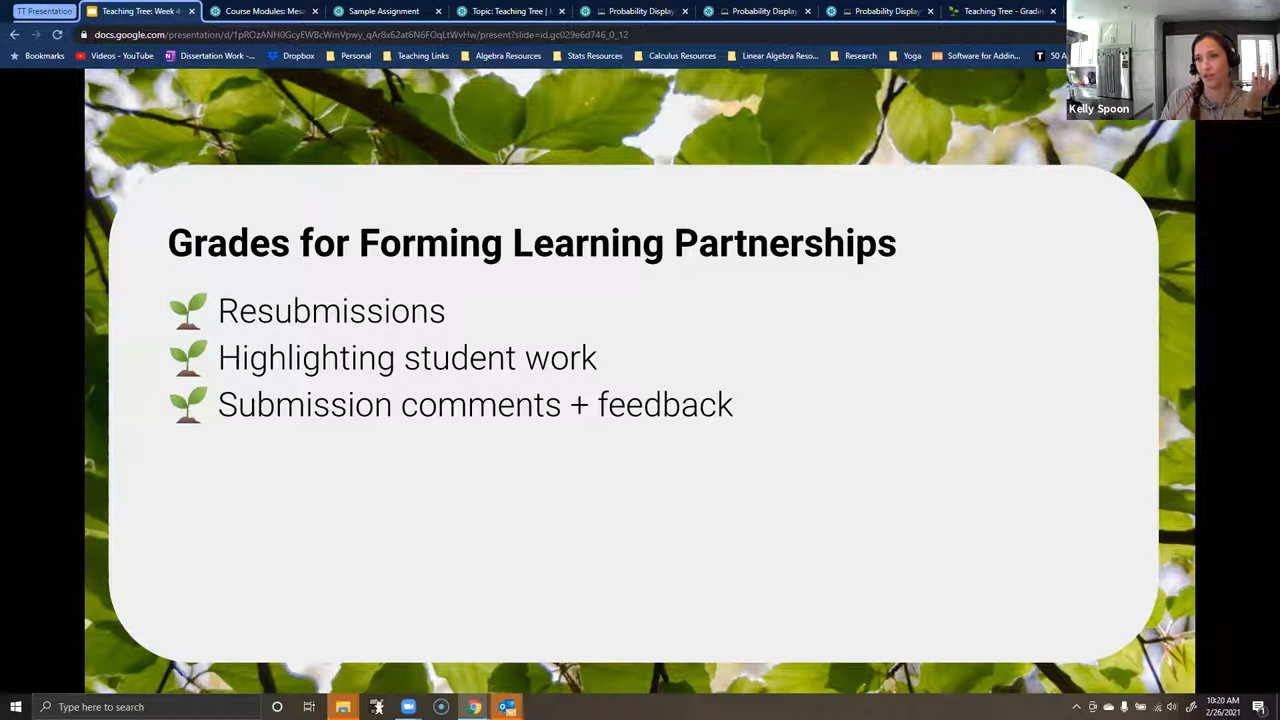 TT Presentation
Teaching Tree: Week 4
Course Modules: Mes
Sample Assignment
Topic: Teaching Tree | M
Probability Display
Probability Display
Probability Display
Teaching Tree - Gradin
docs.google.com/presentation/d/1pROzANH0GcyEWBcWmVpwy_qAr8x62at6N6FOqLtWvHw/present?slide=id.gc029e6d746_0_12
Bookmarks
Videos - YouTube
Dissertation Work -...
Dropbox
Personal
Teaching Links
Algebra Resources
Stats Resources
Calculus Resources
Linear Algebra Reso...
Research
Yoga
Software for Addin...
50 A
Kelly Spoon
Grades for Forming Learning Partnerships
Resubmissions
Highlighting student work
Submission comments + feedback
Type here to search
10:20 AM
2/26/2021